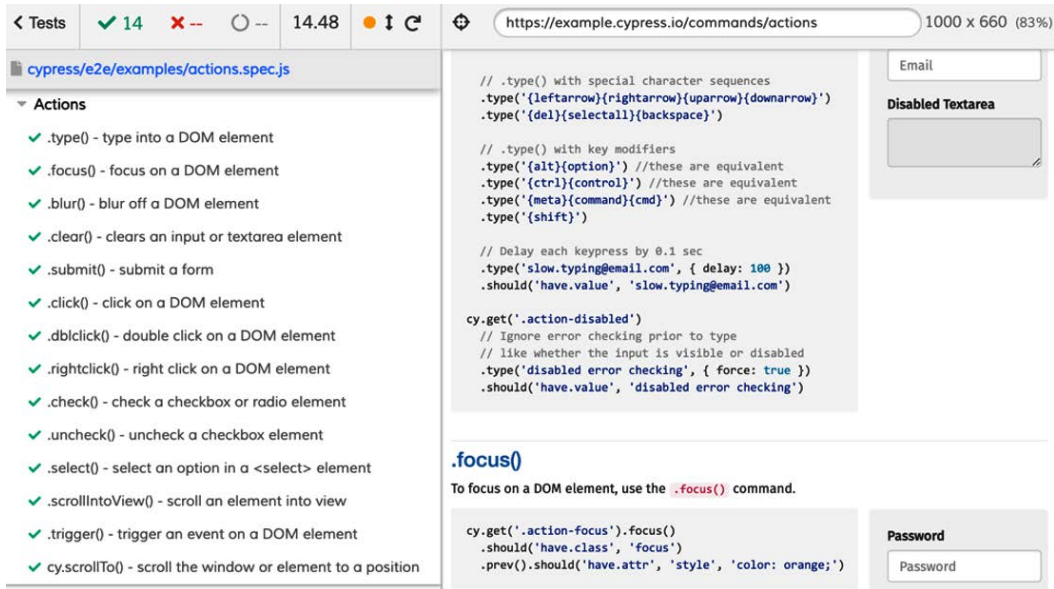 < Tests
14
--
--
14.48
https://example.cypress.io/commands/actions
1000 x 660 (83%)
cypress/e2e/examples/actions.spec.js
Actions
.type() - type into a DOM element
.focus() - focus on a DOM element
.blur() - blur off a DOM element
.clear() - clears an input or textarea element
.submit() - submit a form
.click() - click on a DOM element
.dblclick() - double click on a DOM element
.rightclick() - right click on a DOM element
.check() - check a checkbox or radio element
.uncheck() - uncheck a checkbox element
.select() - select an option in a <select> element
.scrollIntoView() - scroll an element into view
.trigger() - trigger an event on a DOM element
cy.scrollTo() - scroll the window or element to a position
// .type() with special character sequences
.type('{leftarrow}{rightarrow}{uparrow}{downarrow}')
.type('{del}{selectall}{backspace}')
// .type() with key modifiers
.type('{alt}{option}') //these are equivalent
.type('{ctrl}{control}') //these are equivalent
.type('{meta}{command}{cmd}') //these are equivalent
.type('{shift}')
// Delay each keypress by 0.1 sec
.type('slow.typing@email.com', { delay: 100 })
.should('have.value', 'slow.typing@email.com')
cy.get('.action-disabled')
// Ignore error checking prior to type
// like whether the input is visible or disabled
.type('disabled error checking', { force: true })
.should('have.value', 'disabled error checking')
Email
Disabled Textarea
.focus()
To focus on a DOM element, use the .focus() command.
cy.get('.action-focus').focus()
.should('have.class', 'focus')
.prev().should('have.attr', 'style', 'color: orange;')
Password
Password